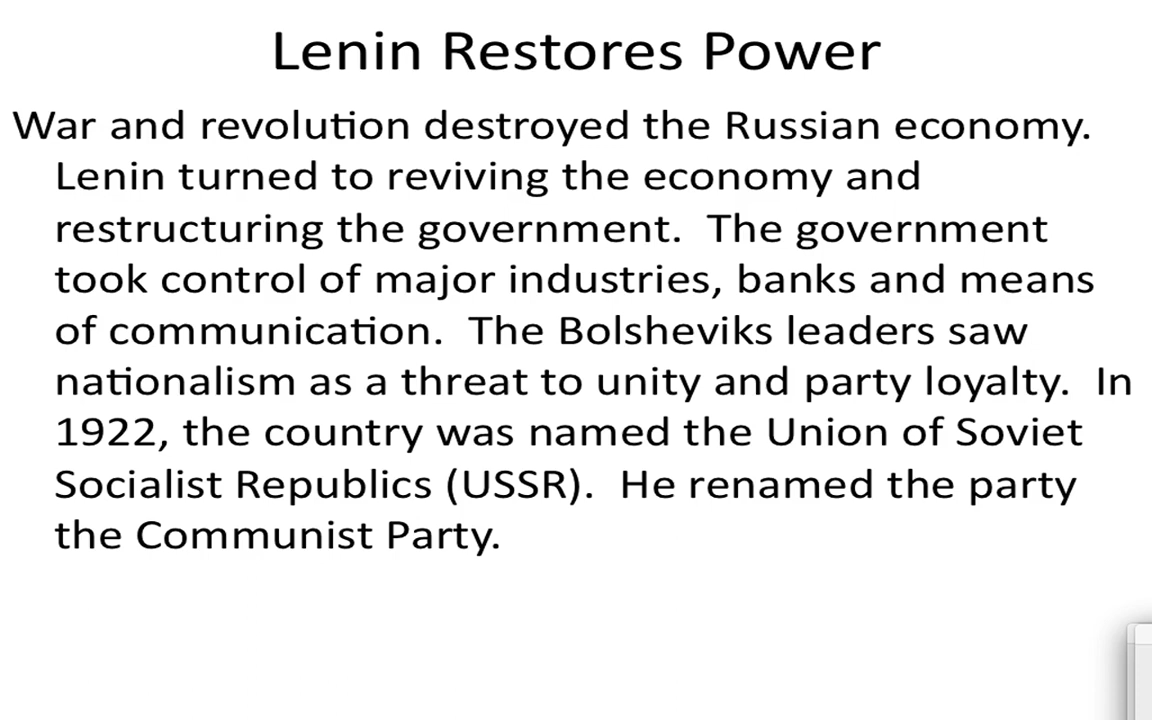 Lenin Restores Power
War and revolution destroyed the Russian economy.
Lenin turned to reviving the economy and
restructuring the government.  The government
took control of major industries, banks and means
of communication.  The Bolsheviks leaders saw
nationalism as a threat to unity and party loyalty.  In
1922, the country was named the Union of Soviet
Socialist Republics (USSR).  He renamed the party
the Communist Party.